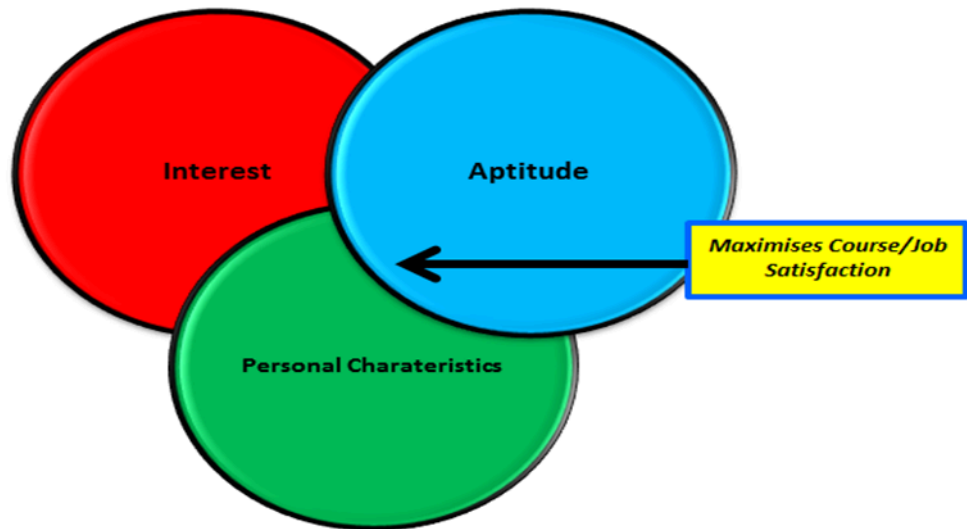 Interest
Aptitude
Maximises Course/Job
Satisfaction
Personal Charateristics